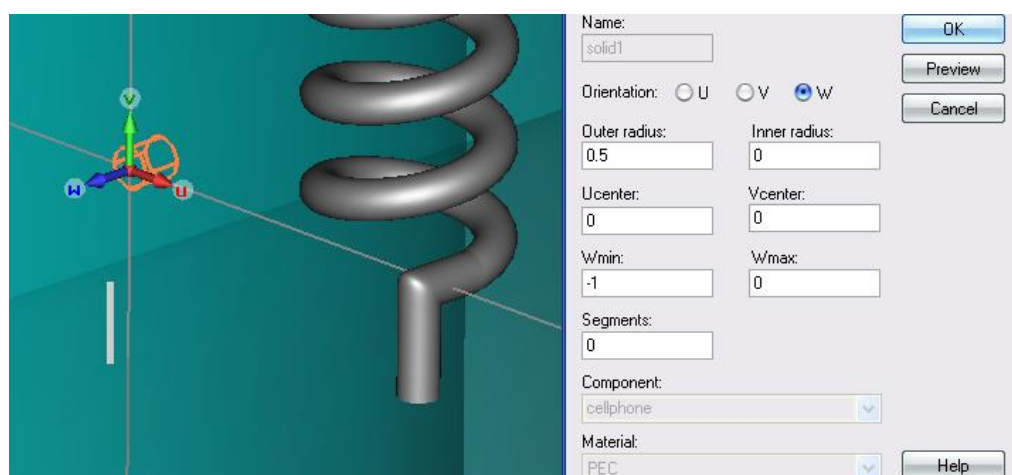 V
W
U
Name:
solid1
OK
Preview
Orientation: U V W
Cancel
Outer radius: Inner radius:
0.5 0
Ucenter: Vcenter:
0 0
Wmin: Wmax:
-1 0
Segments:
0
Component:
cellphone
Material:
PEC
Help